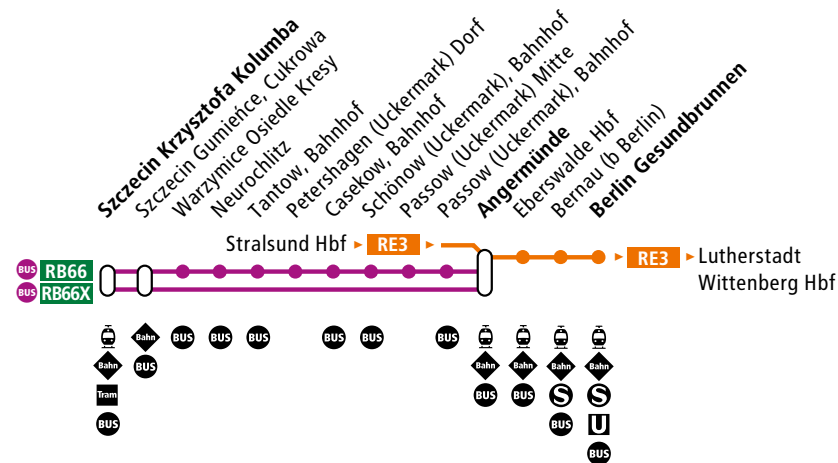 Szczecin Krzysztofa Kolumba
Szczecin Gumieńce, Cukrowa
Warzymice Osiedle Kresy
Neurochlitz
Tantow, Bahnhof
Petershagen (Uckermark) Dorf
Casekow, Bahnhof
Schönow (Uckermark), Bahnhof
Passow (Uckermark) Mitte
Passow (Uckermark), Bahnhof
Angermünde
Eberswalde Hbf
Bernau (b Berlin)
Berlin Gesundbrunnen
Stralsund Hbf RE3
RE3 Lutherstadt
Wittenberg Hbf
BUS RB66
BUS RB66X
Bahn BUS BUS BUS BUS BUS BUS
Bahn BUS Bahn Bahn Bahn Bahn
Tram BUS BUS S S
BUS BUS U
BUS